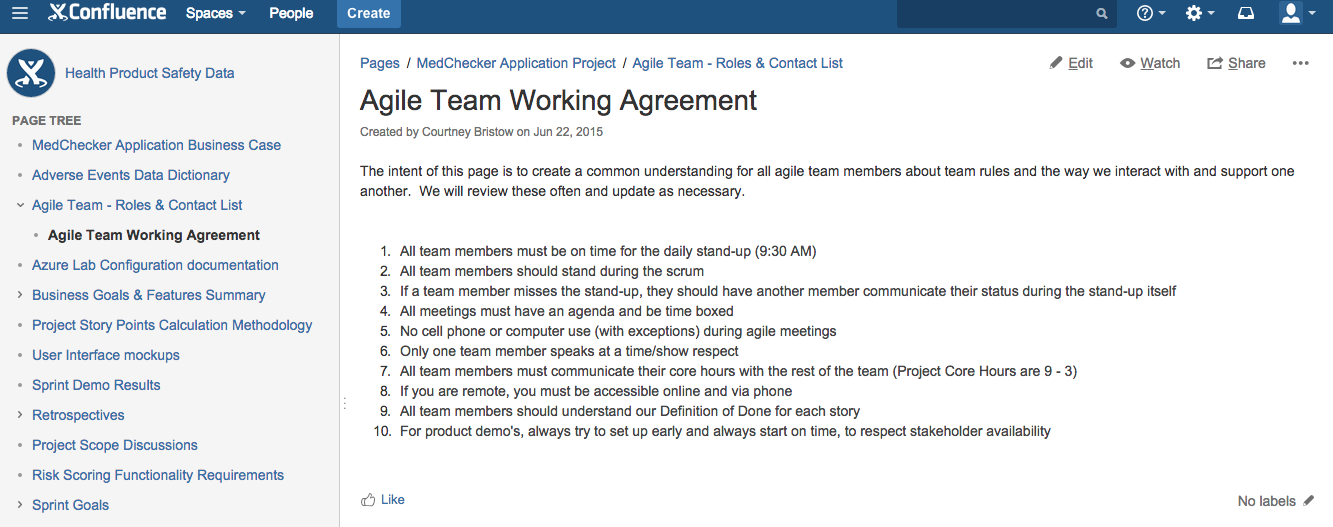 Confluence Spaces People Create
Health Product Safety Data
PAGE TREE
MedChecker Application Business Case
Adverse Events Data Dictionary
Agile Team - Roles & Contact List
Agile Team Working Agreement
Azure Lab Configuration documentation
Business Goals & Features Summary
Project Story Points Calculation Methodology
User Interface mockups
Sprint Demo Results
Retrospectives
Project Scope Discussions
Risk Scoring Functionality Requirements
Sprint Goals
Pages / MedChecker Application Project / Agile Team - Roles & Contact List
Edit Watch Share
Agile Team Working Agreement
Created by Courtney Bristow on Jun 22, 2015
The intent of this page is to create a common understanding for all agile team members about team rules and the way we interact with and support one
another. We will review these often and update as necessary.
1. All team members must be on time for the daily stand-up (9:30 AM)
2. All team members should stand during the scrum
3. If a team member misses the stand-up, they should have another member communicate their status during the stand-up itself
4. All meetings must have an agenda and be time boxed
5. No cell phone or computer use (with exceptions) during agile meetings
6. Only one team member speaks at a time/show respect
7. All team members must communicate their core hours with the rest of the team (Project Core Hours are 9 - 3)
8. If you are remote, you must be accessible online and via phone
9. All team members should understand our Definition of Done for each story
10. For product demo's, always try to set up early and always start on time, to respect stakeholder availability
Like
No labels